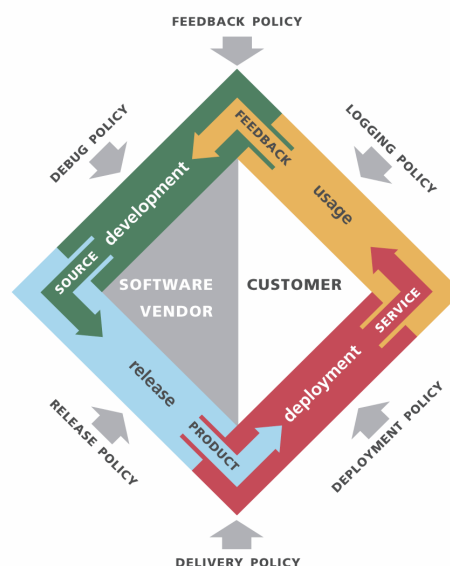 FEEDBACK POLICY
DEBUG POLICY
LOGGING POLICY
FEEDBACK
development
usage
SOURCE
SOFTWARE
VENDOR
CUSTOMER
SERVICE
release
deployment
PRODUCT
RELEASE POLICY
DEPLOYMENT POLICY
DELIVERY POLICY